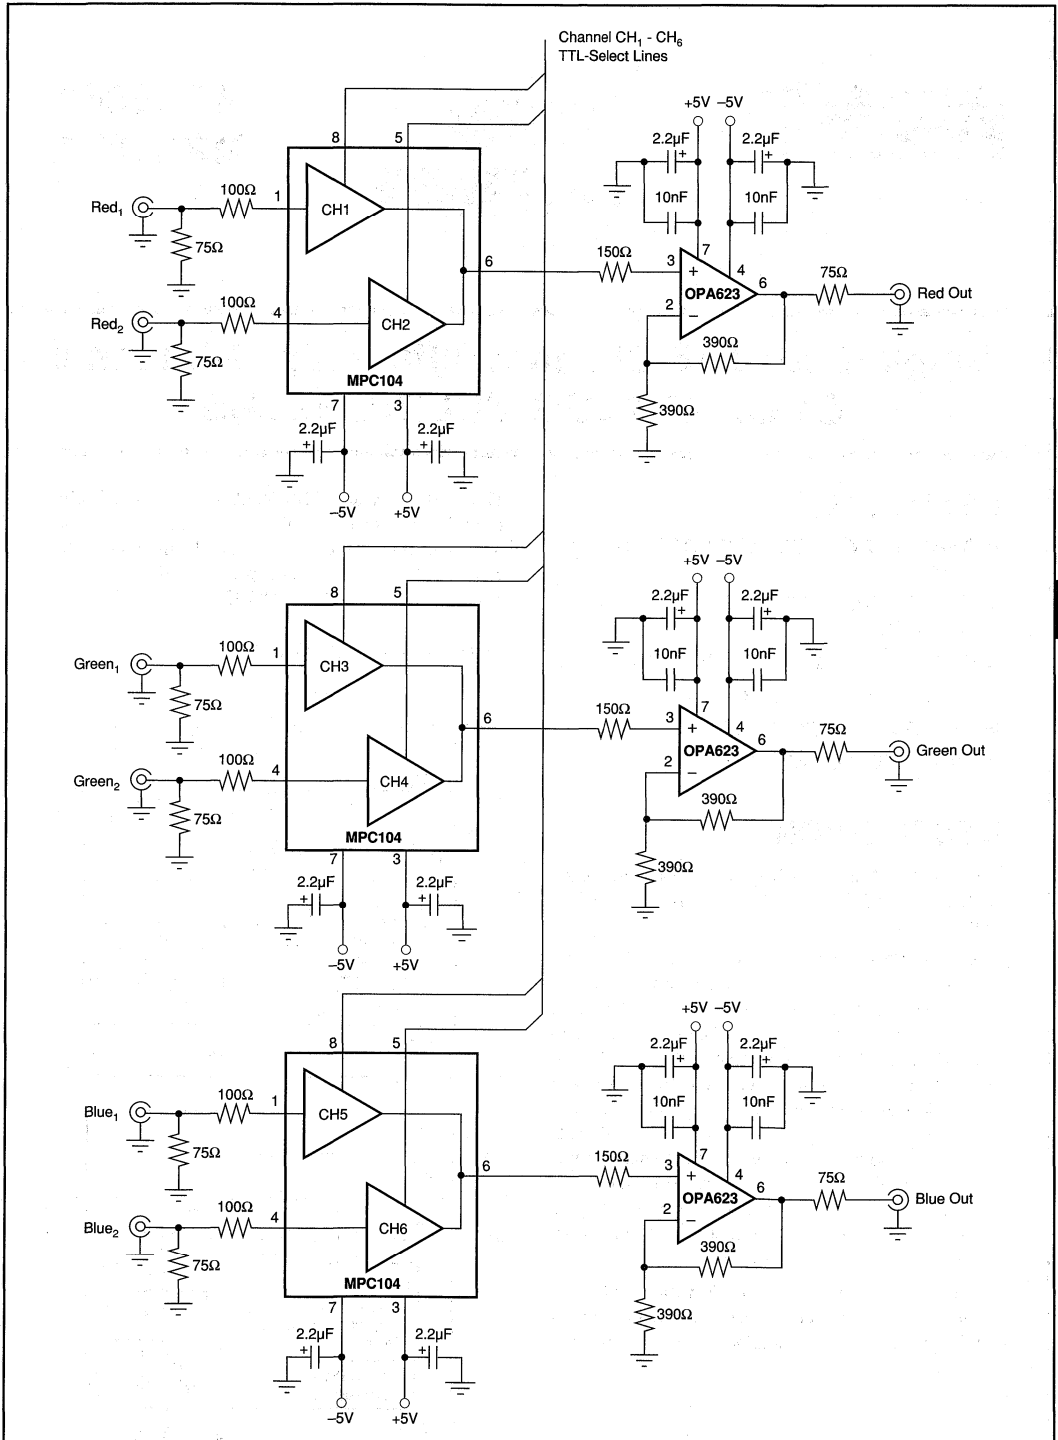 Channel CH1 - CH6
TTL-Select Lines
+5V –5V
8 5
2.2µF 2.2µF
+ +
10nF 10nF
Red1
100Ω
1
CH1
75Ω
6
150Ω
3
+
7
4
OPA623
6
75Ω
Red Out
2
–
390Ω
390Ω
Red2
100Ω
4
CH2
75Ω
MPC104
7 3
2.2µF 2.2µF
+ +
–5V +5V
+5V –5V
8 5
2.2µF 2.2µF
+ +
10nF 10nF
Green1
100Ω
1
CH3
75Ω
6
150Ω
3
+
7
4
OPA623
6
75Ω
Green Out
2
–
390Ω
390Ω
Green2
100Ω
4
CH4
75Ω
MPC104
7 3
2.2µF 2.2µF
+ +
–5V +5V
+5V –5V
8 5
2.2µF 2.2µF
+ +
10nF 10nF
Blue1
100Ω
1
CH5
75Ω
6
150Ω
3
+
7
4
OPA623
6
75Ω
Blue Out
2
–
390Ω
390Ω
Blue2
100Ω
4
CH6
75Ω
MPC104
7 3
2.2µF 2.2µF
+ +
–5V +5V